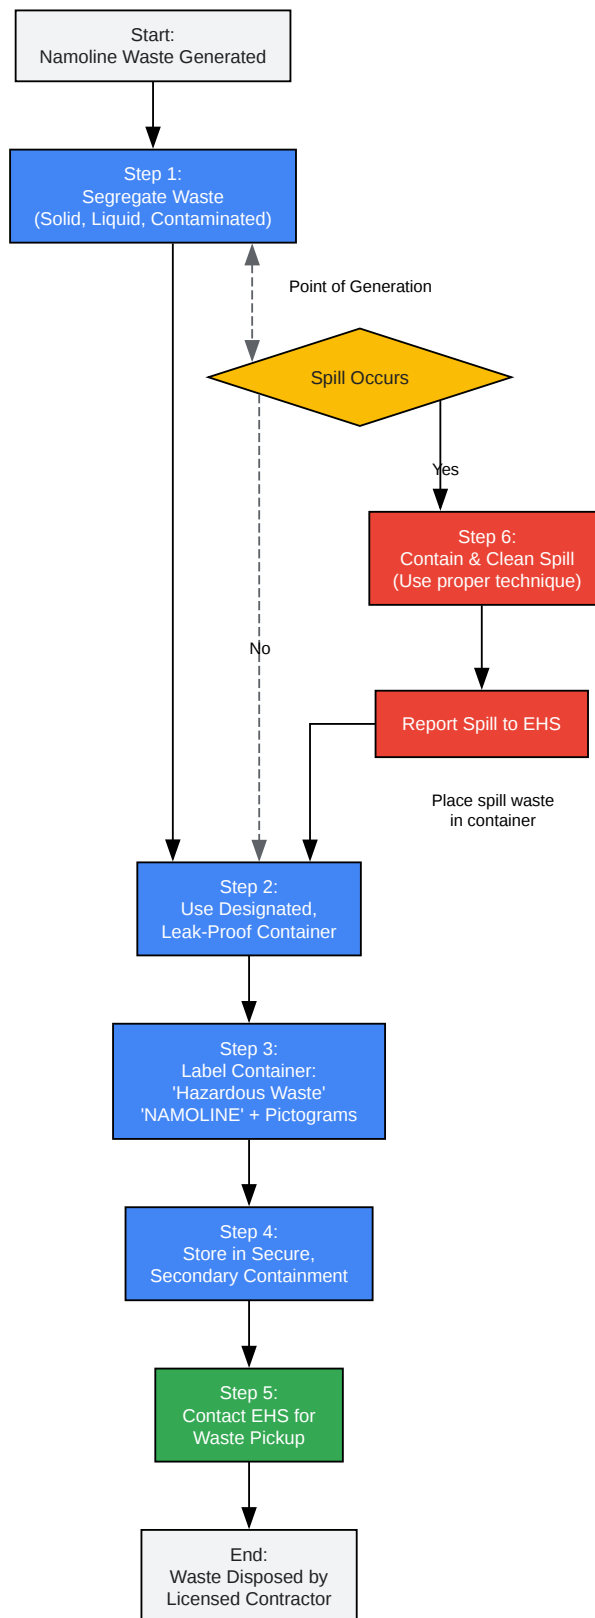 Start:
Namoline Waste Generated
Step 1:
Segregate Waste
(Solid, Liquid, Contaminated)
Point of Generation
Spill Occurs
Yes
Step 6:
Contain & Clean Spill
(Use proper technique)
No
Report Spill to EHS
Place spill waste
in container
Step 2:
Use Designated,
Leak-Proof Container
Step 3:
Label Container:
'Hazardous Waste'
'NAMOLINE' + Pictograms
Step 4:
Store in Secure,
Secondary Containment
Step 5:
Contact EHS for
Waste Pickup
End:
Waste Disposed by
Licensed Contractor